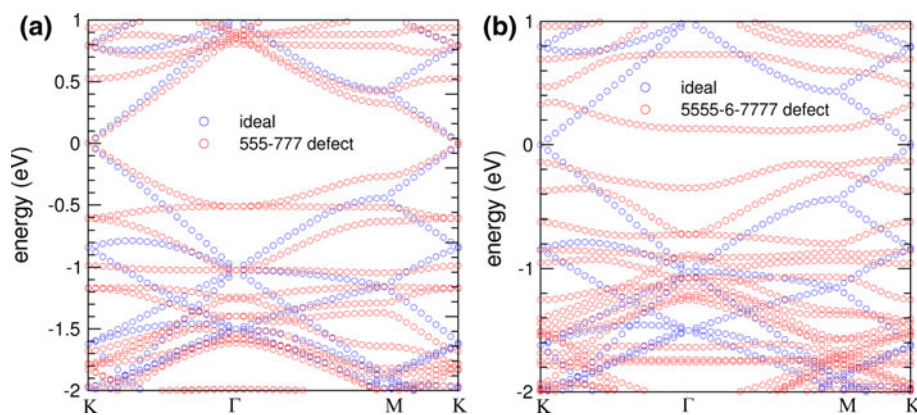 (a)
1
0.5
0
-0.5
-1
-1.5
-2
energy (eV)
ideal
555-777 defect
K
Γ
M
K
(b)
1
0
-1
-2
energy (eV)
ideal
5555-6-7777 defect
K
Γ
M
K